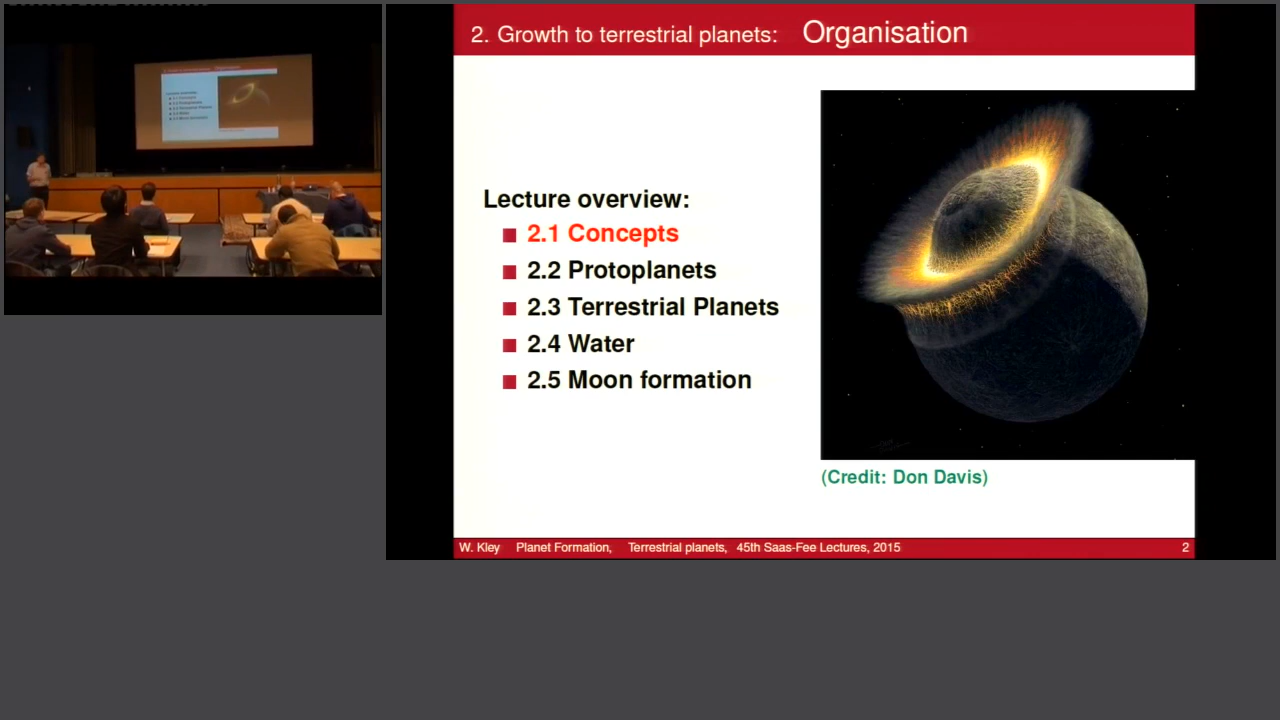 2. Growth to terrestrial planets: Organisation
Lecture overview:
2.1 Concepts
2.2 Protoplanets
2.3 Terrestrial Planets
2.4 Water
2.5 Moon formation
(Credit: Don Davis)
W. Kley Planet Formation, Terrestrial planets, 45th Saas-Fee Lectures, 2015 2